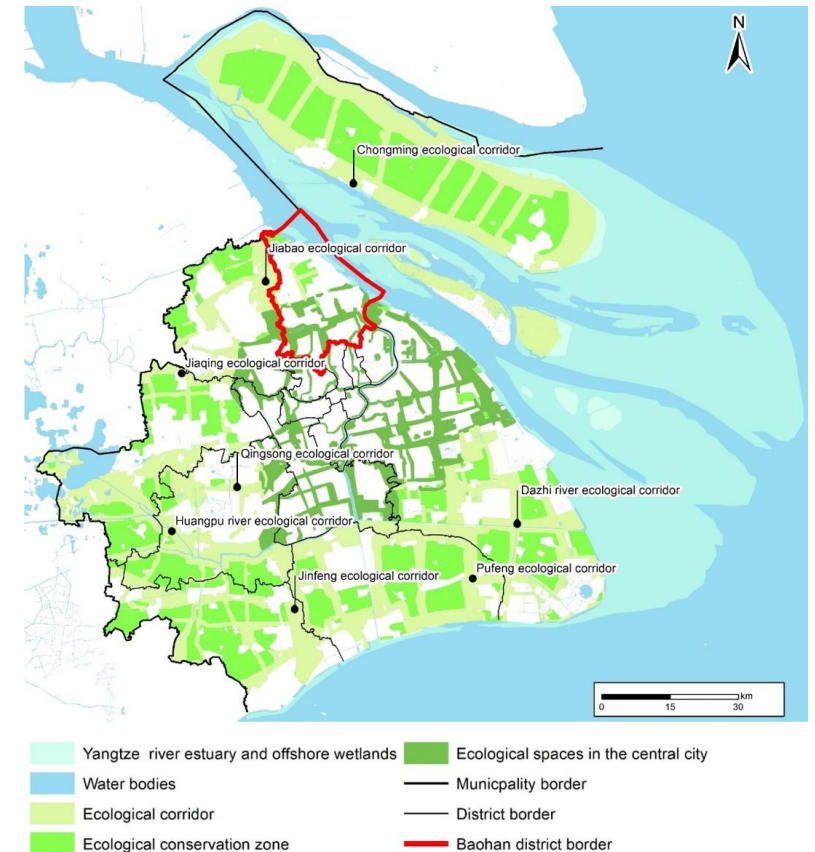 N
Chongming ecological corridor
Jiabao ecological corridor
Jiaqing ecological corridor
Qingsong ecological corridor
Dazhi river ecological corridor
Huangpu river ecological corridor
Pufeng ecological corridor
Jinfeng ecological corridor
km
0 15 30
Yangtze river estuary and offshore wetlands
Ecological spaces in the central city
Water bodies
Municpality border
Ecological corridor
District border
Ecological conservation zone
Baohan district border